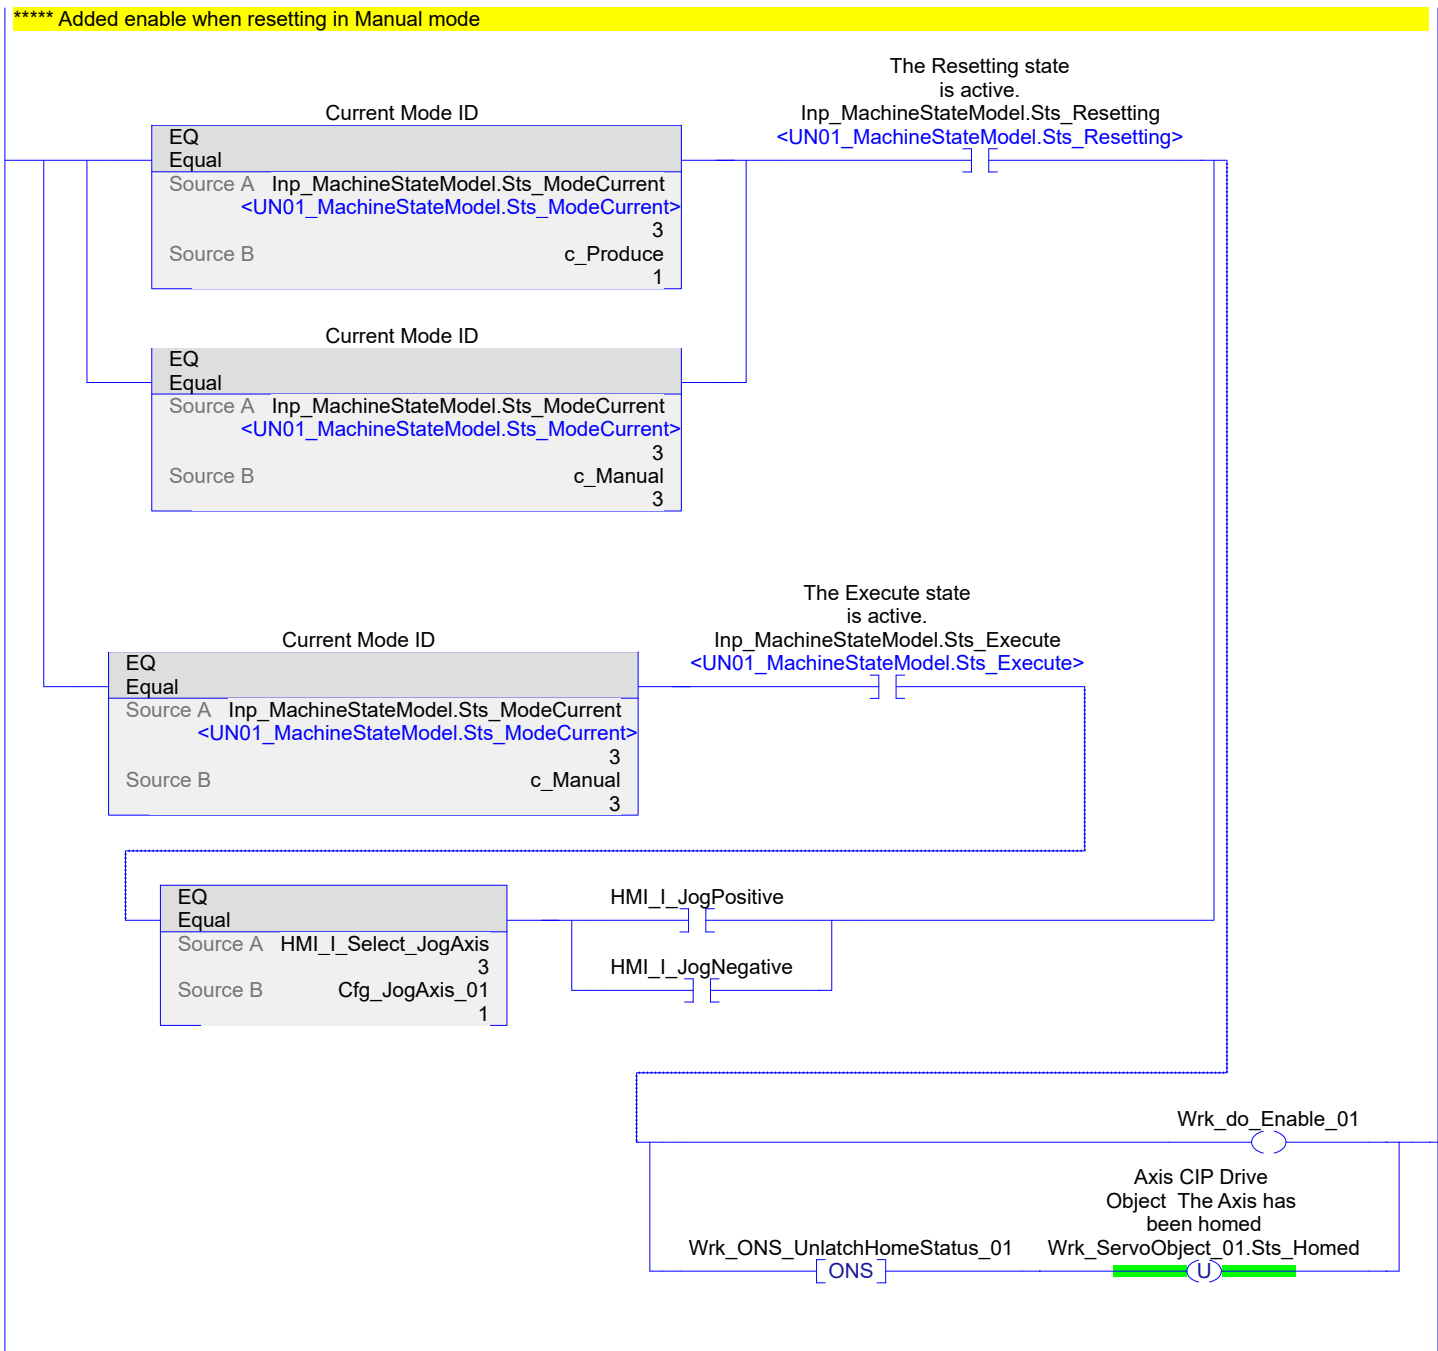 ***** Added enable when resetting in Manual mode
The Resetting state
is active.
Inp_MachineStateModel.Sts_Resetting
<UN01_MachineStateModel.Sts_Resetting>
Current Mode ID
EQ
Equal
Source A Inp_MachineStateModel.Sts_ModeCurrent
<UN01_MachineStateModel.Sts_ModeCurrent>
3
Source B c_Produce
1
Current Mode ID
EQ
Equal
Source A Inp_MachineStateModel.Sts_ModeCurrent
<UN01_MachineStateModel.Sts_ModeCurrent>
3
Source B c_Manual
3
The Execute state
is active.
Inp_MachineStateModel.Sts_Execute
<UN01_MachineStateModel.Sts_Execute>
Current Mode ID
EQ
Equal
Source A Inp_MachineStateModel.Sts_ModeCurrent
<UN01_MachineStateModel.Sts_ModeCurrent>
3
Source B c_Manual
3
EQ
Equal
Source A HMI_I_Select_JogAxis
3
Source B Cfg_JogAxis_01
1
HMI_I_JogPositive
HMI_I_JogNegative
Wrk_do_Enable_01
Axis CIP Drive
Object The Axis has
been homed
Wrk_ONS_UnlatchHomeStatus_01 Wrk_ServoObject_01.Sts_Homed
ONS U